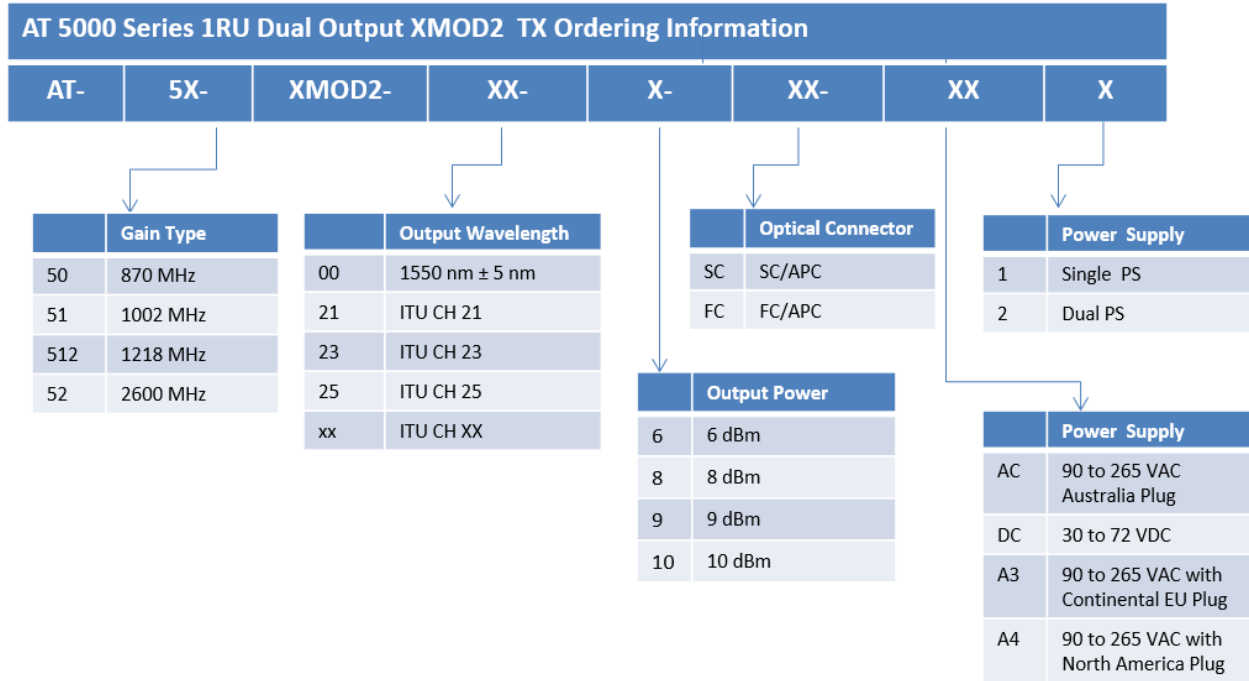 AT 5000 Series 1RU Dual Output XMOD2 TX Ordering Information
AT- 5X- XMOD2- XX- X- XX- XX X
Gain Type
50 870 MHz
51 1002 MHz
512 1218 MHz
52 2600 MHz
Output Wavelength
00 1550 nm ± 5 nm
21 ITU CH 21
23 ITU CH 23
25 ITU CH 25
xx ITU CH XX
Optical Connector
SC SC/APC
FC FC/APC
Output Power
6 6 dBm
8 8 dBm
9 9 dBm
10 10 dBm
Power Supply
1 Single PS
2 Dual PS
Power Supply
AC 90 to 265 VAC
Australia Plug
DC 30 to 72 VDC
A3 90 to 265 VAC with
Continental EU Plug
A4 90 to 265 VAC with
North America Plug